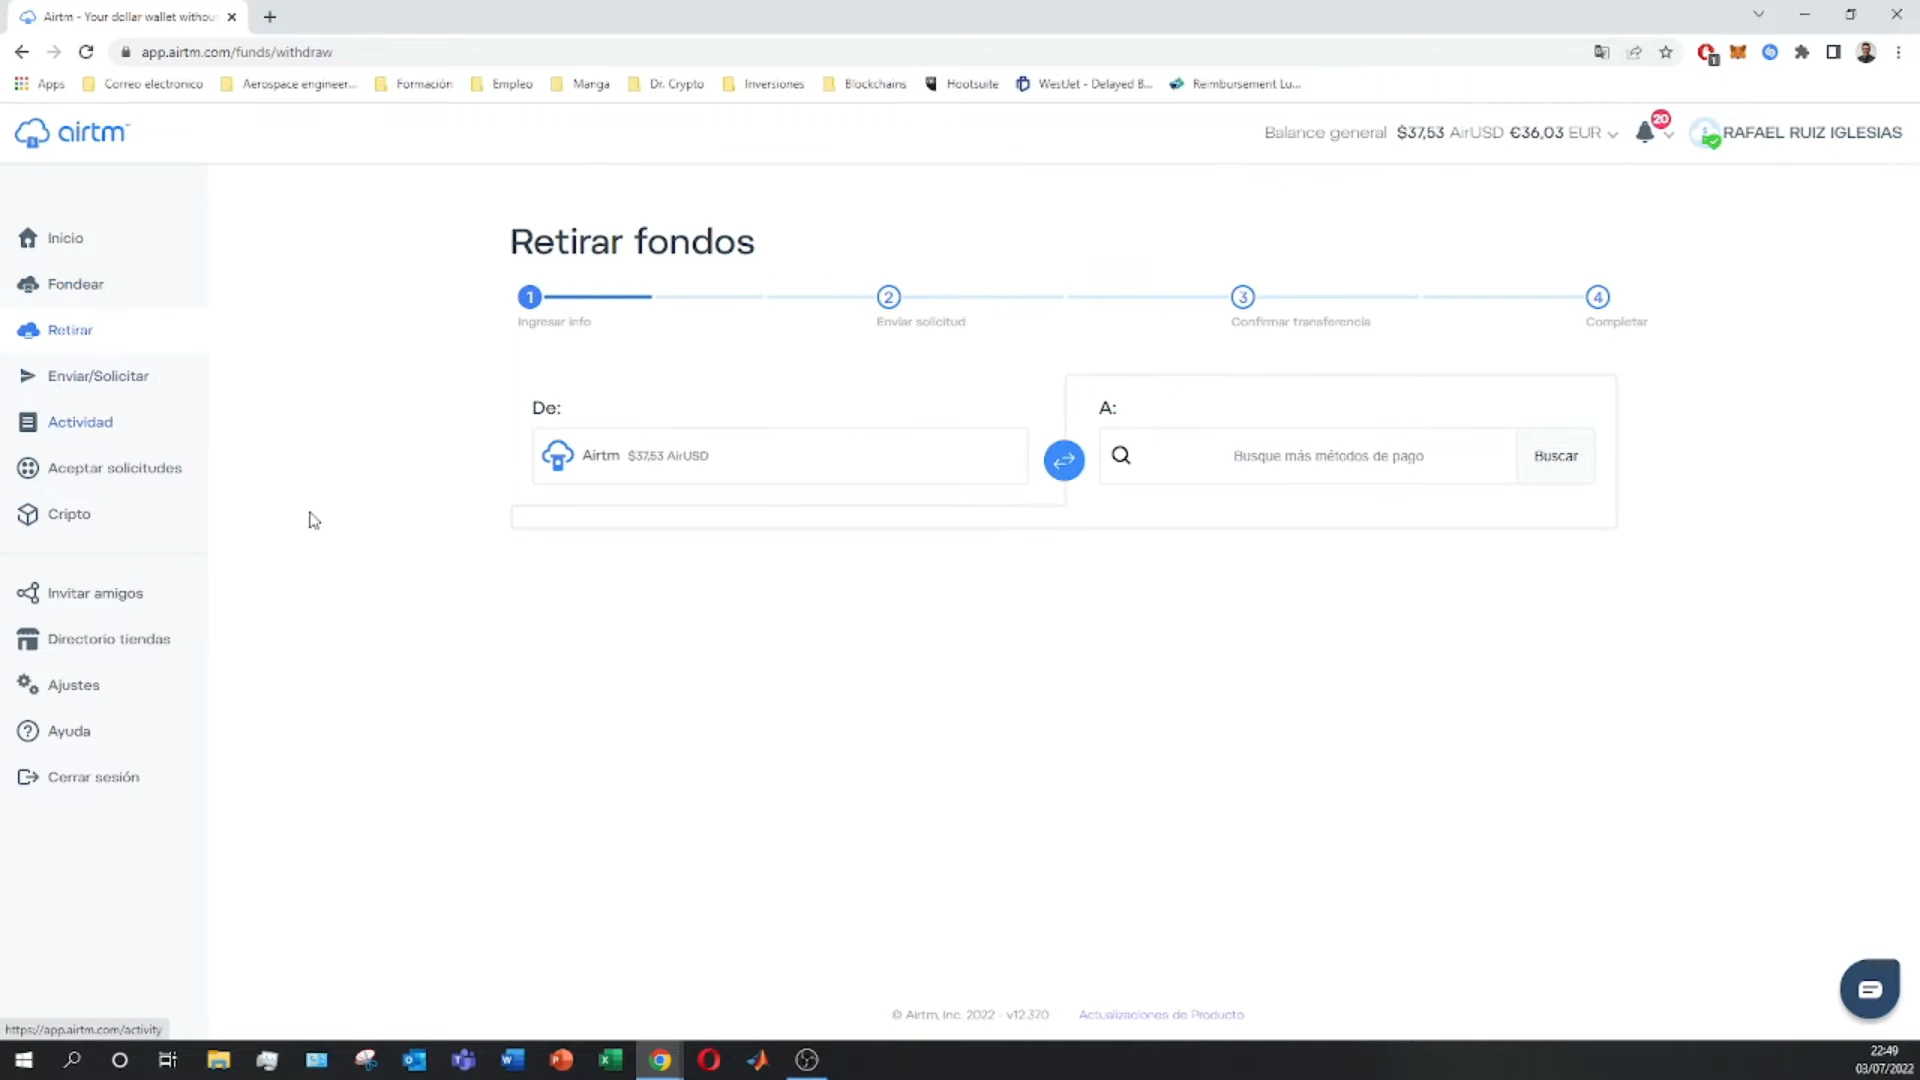 Airtm - Your dollar wallet withou
app.airtm.com/funds/withdraw
1
Apps
Correo electronico
Aerospace engineer...
Formación
Empleo
Manga
Dr. Crypto
Inversiones
Blockchains
Hootsuite
WestJet - Delayed B...
Reimbursement Lu...
airtm
Balance general $37,53 AirUSD €36,03 EUR
20
RAFAEL RUIZ IGLESIAS
Inicio
Fondear
Retirar
Enviar/Solicitar
Actividad
Aceptar solicitudes
Cripto
Invitar amigos
Directorio tiendas
Ajustes
Ayuda
Cerrar sesión
Retirar fondos
1
2
3
4
Ingresar info
Enviar solicitud
Confirmar transferencia
Completar
De:
Airtm $37,53 AirUSD
A:
Busque más métodos de pago
Buscar
© Airtm, Inc. 2022 - v12.37.0
Actualizaciones de Producto
https://app.airtm.com/activity
22:49
03/07/2022